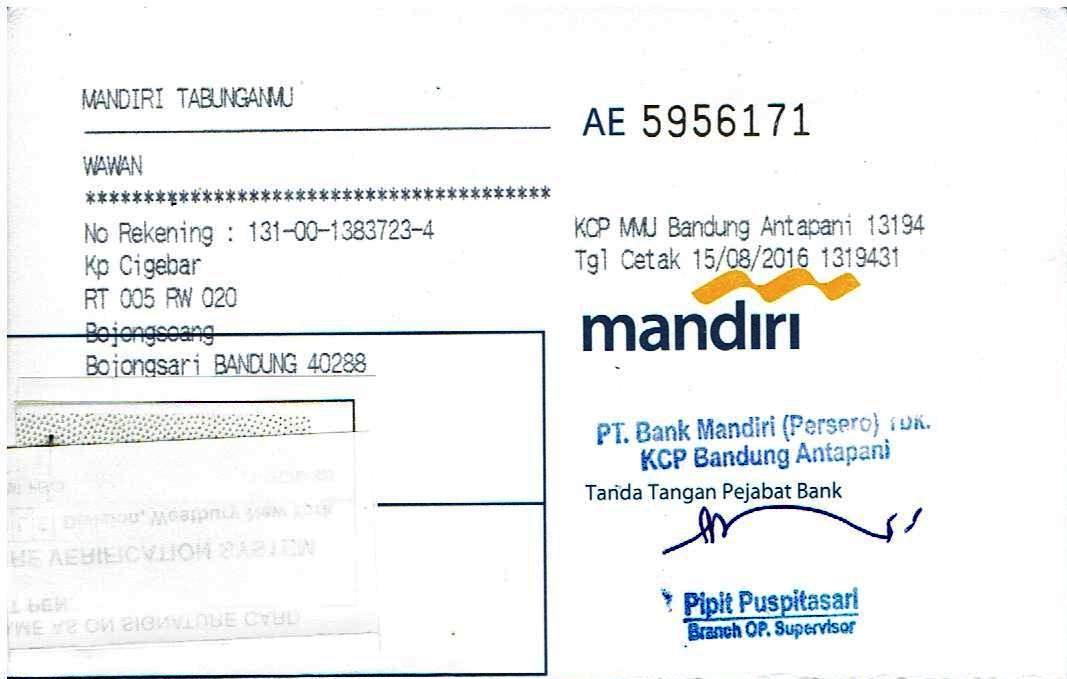 MANDIRI TABUNGANMU
AE 5956171
WAWAN
****************************************
No Rekening : 131-00-1383723-4
Kp Cigebar
RT 005 RW 020
Bojongsoang
Bojongsari BANDUNG 40288
KCP MMU Bandung Antapani 13194
Tgl Cetak 15/08/2016 1319431
mandiri
PT. Bank Mandiri (Persero) TBK.
KCP Bandung Antapani
Tanda Tangan Pejabat Bank
Pipit Puspitasari
Branch OP. Supervisor
Division, Westbury New York
RE VERIFICATION SYSTEM
T PEN.
AME AS ON SIGNATURE CARD